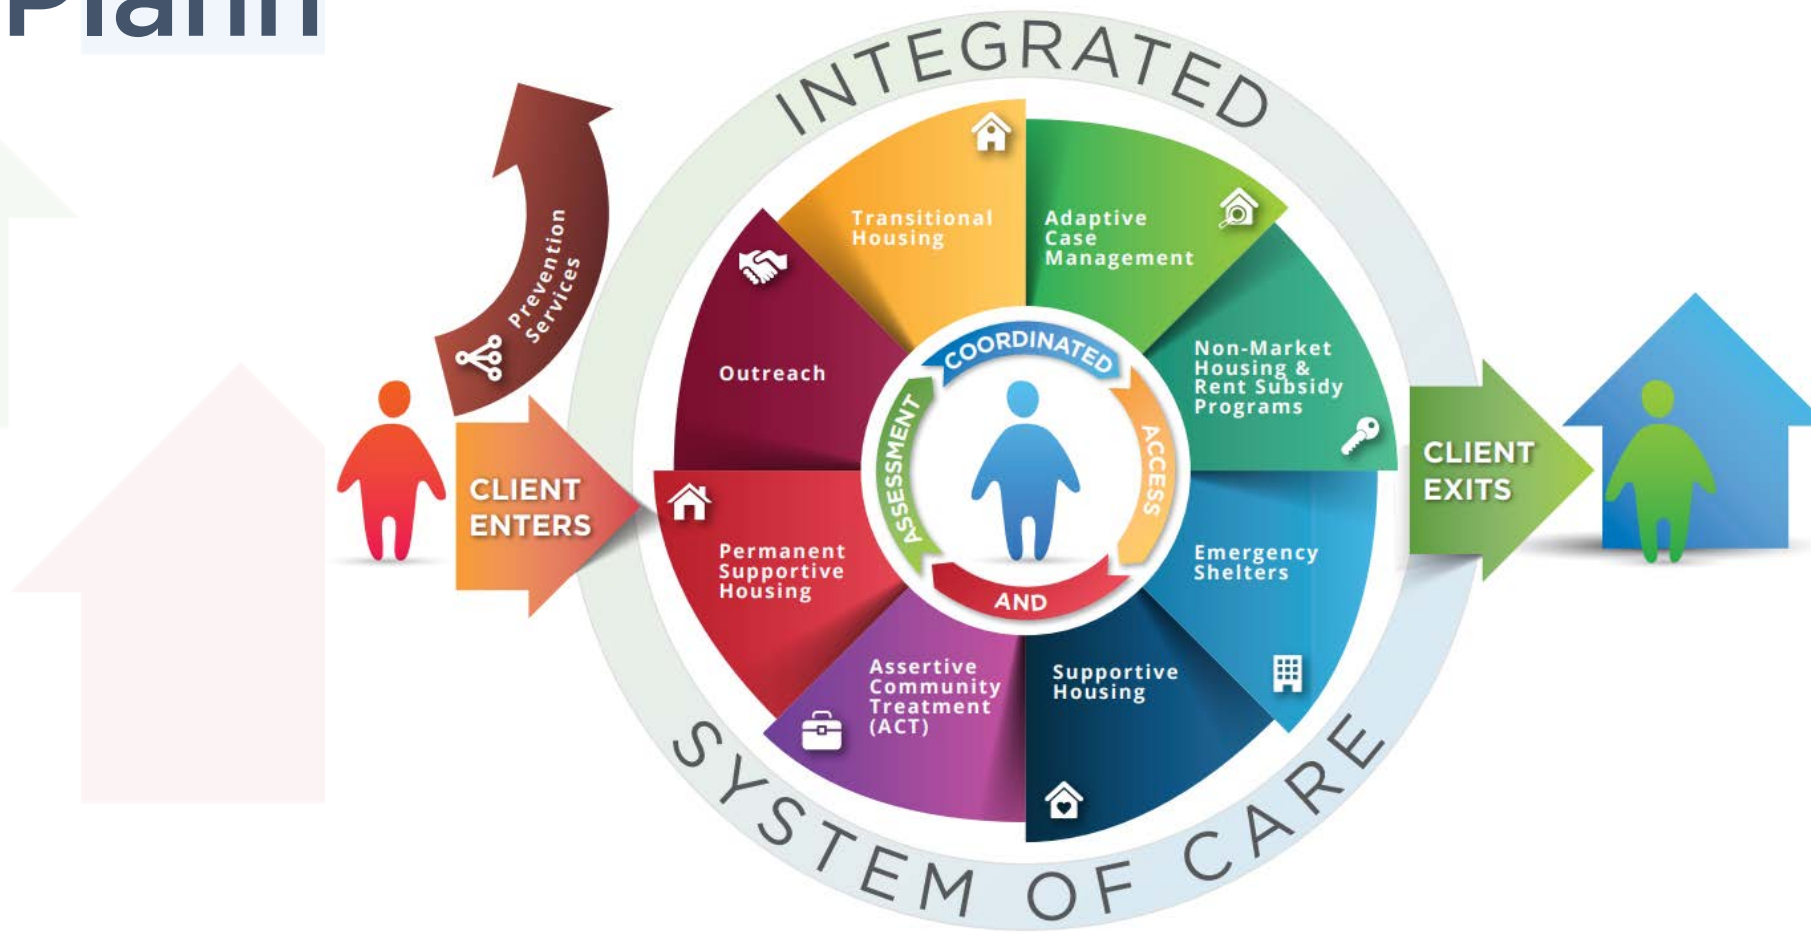 INTEGRATED
Prevention
Services
Transitional
Housing
Adaptive
Case
Management
Outreach
Non-Market
Housing &
Rent Subsidy
Programs
COORDINATED
ACCESS
AND
ASSESSMENT
CLIENT
ENTERS
CLIENT
EXITS
Permanent
Supportive
Housing
Emergency
Shelters
Assertive
Community
Treatment
(ACT)
Supportive
Housing
SYSTEM OF CARE